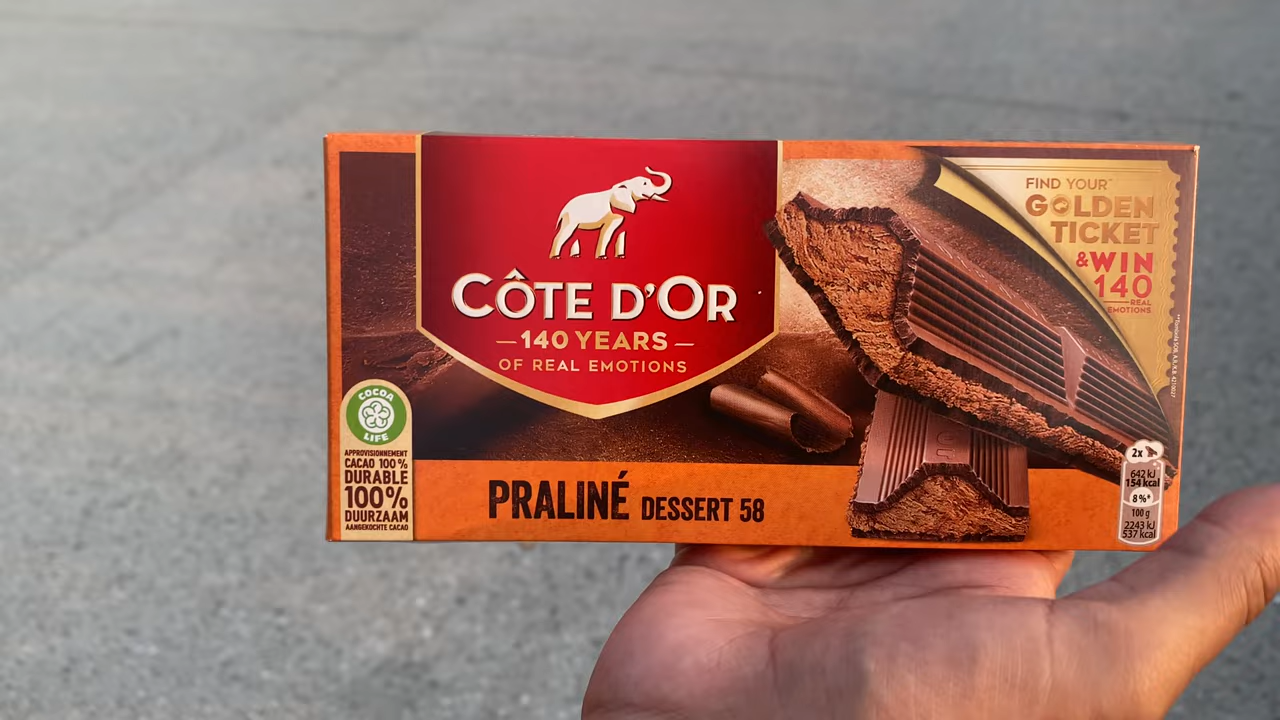 CÔTE D'OR
140 YEARS
OF REAL EMOTIONS
FIND YOUR
GOLDEN
TICKET
& WIN
140
REAL
EMOTIONS
COCOA
LIFE
APPROVISIONNEMENT
CACAO 100%
DURABLE
100%
DUURZAAM
AANGEKOCHTE CACAO
PRALINÉ DESSERT 58
2x
642 kJ
154 kcal
8%*
100 g
2243 kJ
537 kcal